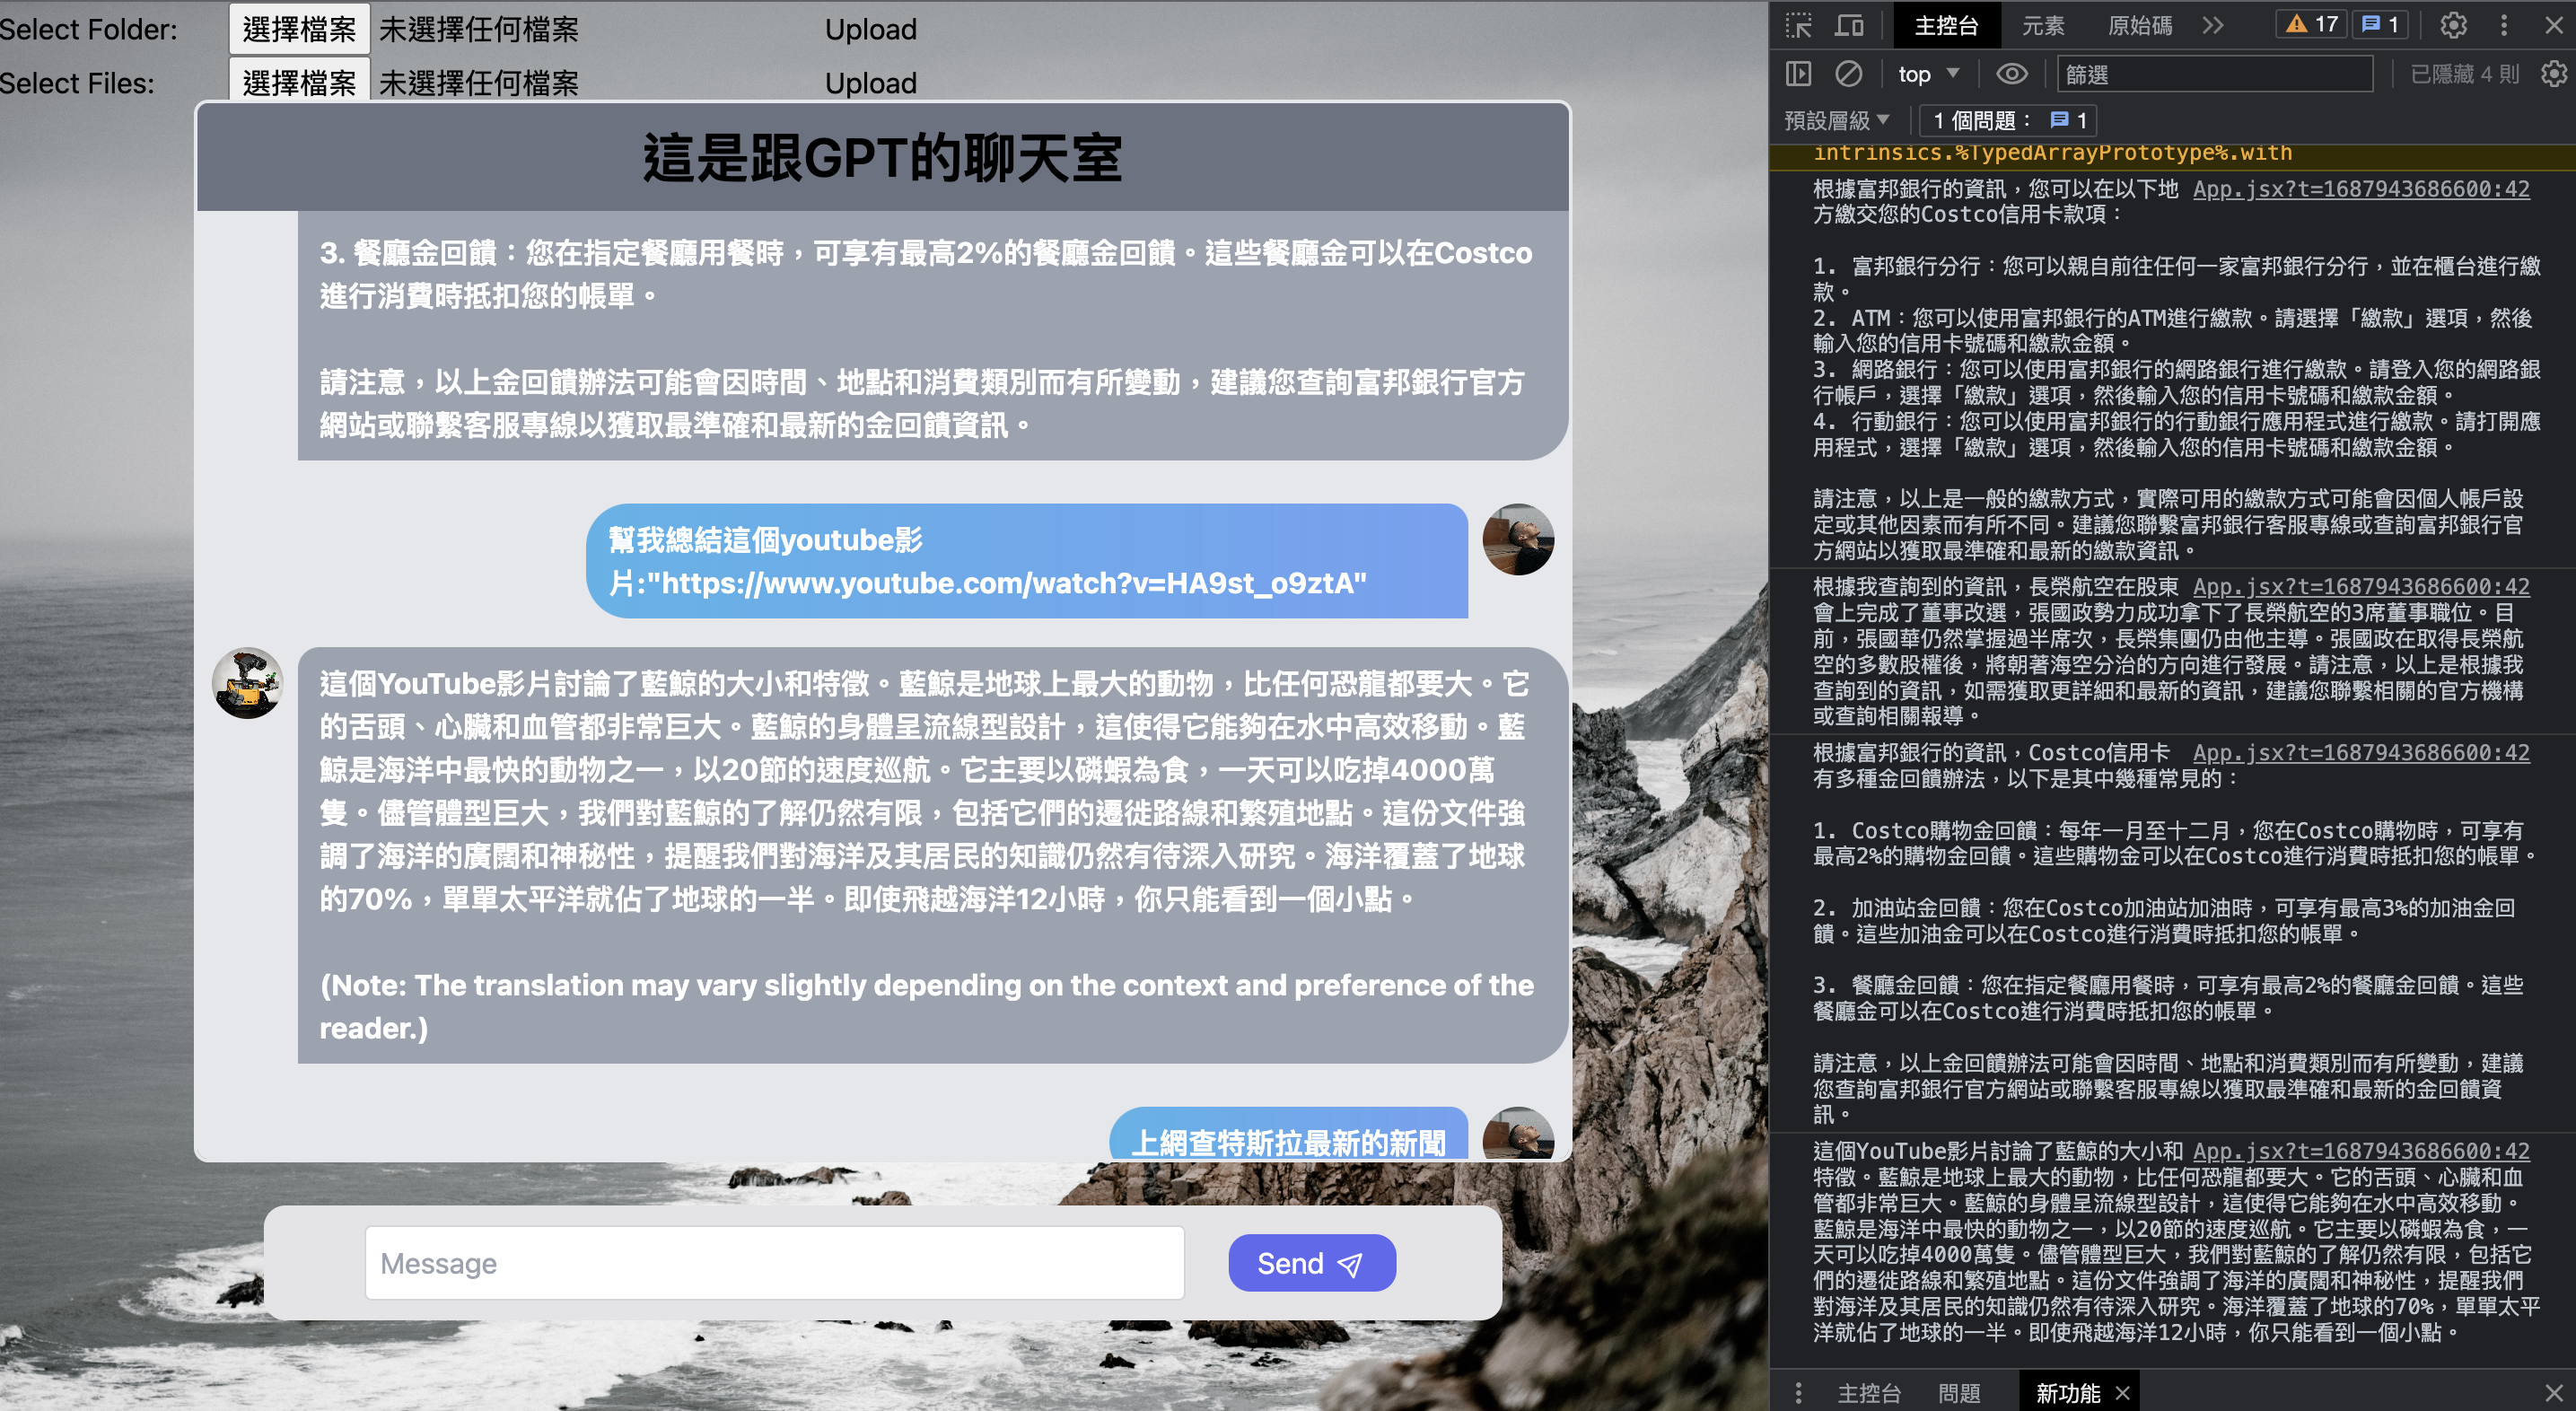 Select Folder: 選擇檔案 未選擇任何檔案 Upload
Select Files: 選擇檔案 未選擇任何檔案 Upload
這是跟GPT的聊天室
3. 餐廳金回饋：您在指定餐廳用餐時，可享有最高2%的餐廳金回饋。這些餐廳金可以在Costco
進行消費時抵扣您的帳單。
請注意，以上金回饋辦法可能會因時間、地點和消費類別而有所變動，建議您查詢富邦銀行官方
網站或聯繫客服專線以獲取最準確和最新的金回饋資訊。
幫我總結這個youtube影
片:"https://www.youtube.com/watch?v=HA9st_o9ztA"
這個YouTube影片討論了藍鯨的大小和特徵。藍鯨是地球上最大的動物，比任何恐龍都要大。它
的舌頭、心臟和血管都非常巨大。藍鯨的身體呈流線型設計，這使得它能夠在水中高效移動。藍
鯨是海洋中最快的動物之一，以20節的速度巡航。它主要以磷蝦為食，一天可以吃掉4000萬
隻。儘管體型巨大，我們對藍鯨的了解仍然有限，包括它們的遷徙路線和繁殖地點。這份文件強
調了海洋的廣闊和神秘性，提醒我們對海洋及其居民的知識仍然有待深入研究。海洋覆蓋了地球
的70%，單單太平洋就佔了地球的一半。即使飛越海洋12小時，你只能看到一個小點。
(Note: The translation may vary slightly depending on the context and preference of the
reader.)
上網查特斯拉最新的新聞
Message
Send
主控台 元素 原始碼 17 1
top 篩選 已隱藏 4 則
預設層級 1 個問題： 1
intrinsics.%TypedArrayPrototype%.with
根據富邦銀行的資訊，您可以在以下地 App.jsx?t=1687943686600:42
方繳交您的Costco信用卡款項：
1. 富邦銀行分行：您可以親自前往任何一家富邦銀行分行，並在櫃台進行繳
款。
2. ATM：您可以使用富邦銀行的ATM進行繳款。請選擇「繳款」選項，然後
輸入您的信用卡號碼和繳款金額。
3. 網路銀行：您可以使用富邦銀行的網路銀行進行繳款。請登入您的網路銀
行帳戶，選擇「繳款」選項，然後輸入您的信用卡號碼和繳款金額。
4. 行動銀行：您可以使用富邦銀行的行動銀行應用程式進行繳款。請打開應
用程式，選擇「繳款」選項，然後輸入您的信用卡號碼和繳款金額。
請注意，以上是一般的繳款方式，實際可用的繳款方式可能會因個人帳戶設
定或其他因素而有所不同。建議您聯繫富邦銀行客服專線或查詢富邦銀行官
方網站以獲取最準確和最新的繳款資訊。
根據我查詢到的資訊，長榮航空在股東 App.jsx?t=1687943686600:42
會上完成了董事改選，張國政勢力成功拿下了長榮航空的3席董事職位。目
前，張國華仍然掌握過半席次，長榮集團仍由他主導。張國政在取得長榮航
空的多數股權後，將朝著海空分治的方向進行發展。請注意，以上是根據我
查詢到的資訊，如需獲取更詳細和最新的資訊，建議您聯繫相關的官方機構
或查詢相關報導。
根據富邦銀行的資訊，Costco信用卡 App.jsx?t=1687943686600:42
有多種金回饋辦法，以下是其中幾種常見的：
1. Costco購物金回饋：每年一月至十二月，您在Costco購物時，可享有
最高2%的購物金回饋。這些購物金可以在Costco進行消費時抵扣您的帳單。
2. 加油站金回饋：您在Costco加油站加油時，可享有最高3%的加油金回
饋。這些加油金可以在Costco進行消費時抵扣您的帳單。
3. 餐廳金回饋：您在指定餐廳用餐時，可享有最高2%的餐廳金回饋。這些
餐廳金可以在Costco進行消費時抵扣您的帳單。
請注意，以上金回饋辦法可能會因時間、地點和消費類別而有所變動，建議
您查詢富邦銀行官方網站或聯繫客服專線以獲取最準確和最新的金回饋資
訊。
這個YouTube影片討論了藍鯨的大小和 App.jsx?t=1687943686600:42
特徵。藍鯨是地球上最大的動物，比任何恐龍都要大。它的舌頭、心臟和血
管都非常巨大。藍鯨的身體呈流線型設計，這使得它能夠在水中高效移動。
藍鯨是海洋中最快的動物之一，以20節的速度巡航。它主要以磷蝦為食，一
天可以吃掉4000萬隻。儘管體型巨大，我們對藍鯨的了解仍然有限，包括它
們的遷徙路線和繁殖地點。這份文件強調了海洋的廣闊和神秘性，提醒我們
對海洋及其居民的知識仍然有待深入研究。海洋覆蓋了地球的70%，單單太平
洋就佔了地球的一半。即使飛越海洋12小時，你只能看到一個小點。
主控台 問題 新功能